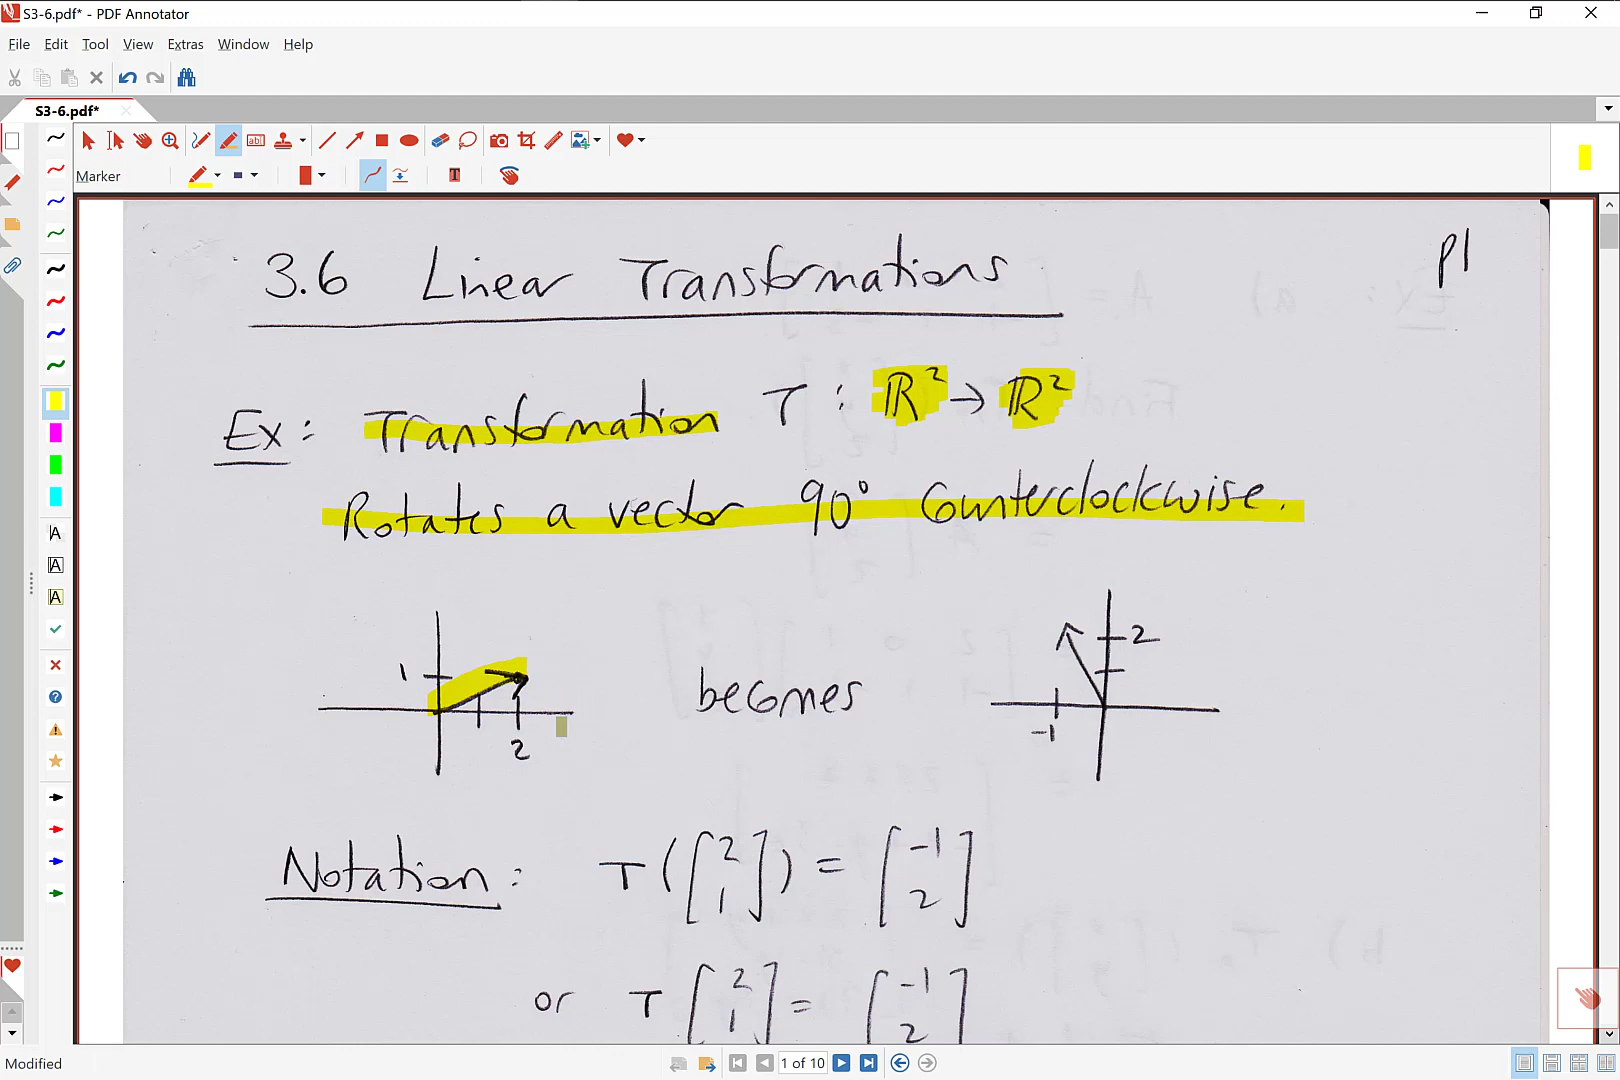 S3-6.pdf* - PDF Annotator
File Edit Tool View Extras Window Help
S3-6.pdf*
Marker
3.6 Linear Transformations
p1
Ex: Transformation T : ℝ² → ℝ²
Rotates a vector 90° Counterclockwise.
1
2
becomes
2
-1
Notation: T([2 1]) = [-1 2]
or T[2 1] = [-1 2]
Modified
1 of 10